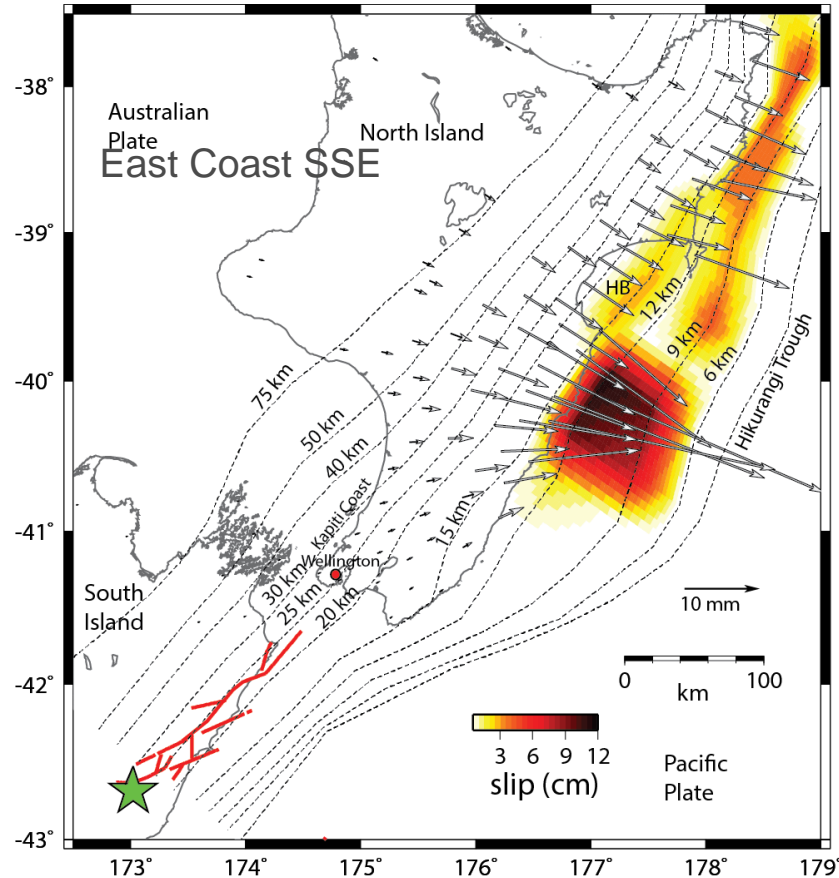 -38°
-39°
-40°
-41°
-42°
-43°
Australian
Plate
North Island
East Coast SSE
HB
12 km
9 km
6 km
Hikurangi Trough
75 km
50 km
40 km
Kapiti Coast
15 km
Wellington
30 km
25 km
20 km
South
Island
10 mm
0
100
km
3
6
9
12
slip (cm)
Pacific
Plate
173°
174°
175°
176°
177°
178°
179°